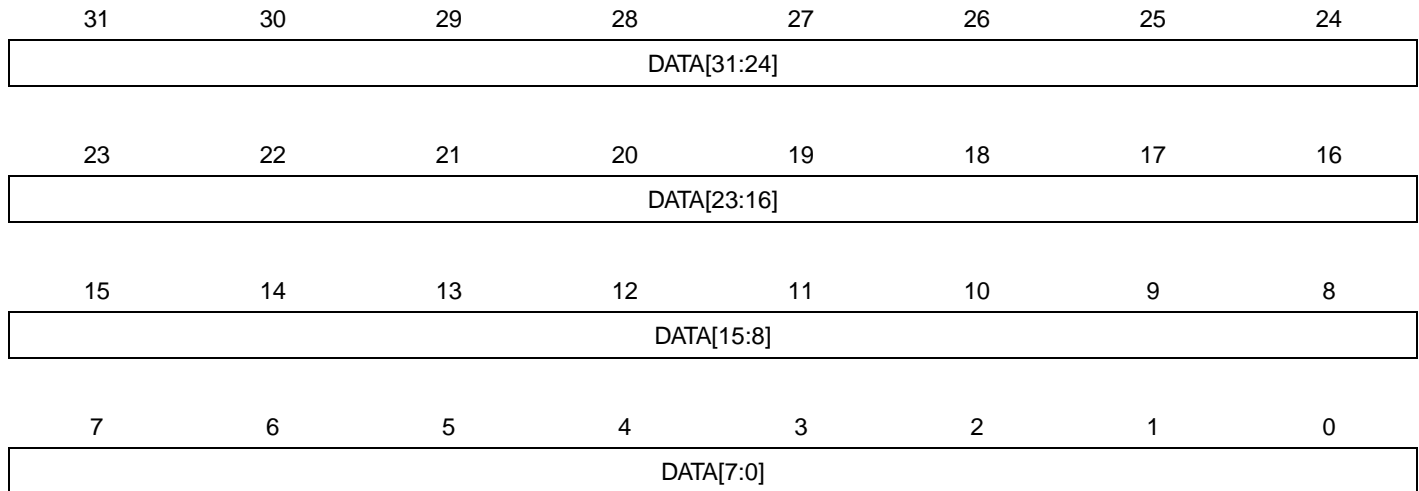 31 30 29 28 27 26 25 24
DATA[31:24]
23 22 21 20 19 18 17 16
DATA[23:16]
15 14 13 12 11 10 9 8
DATA[15:8]
7 6 5 4 3 2 1 0
DATA[7:0]